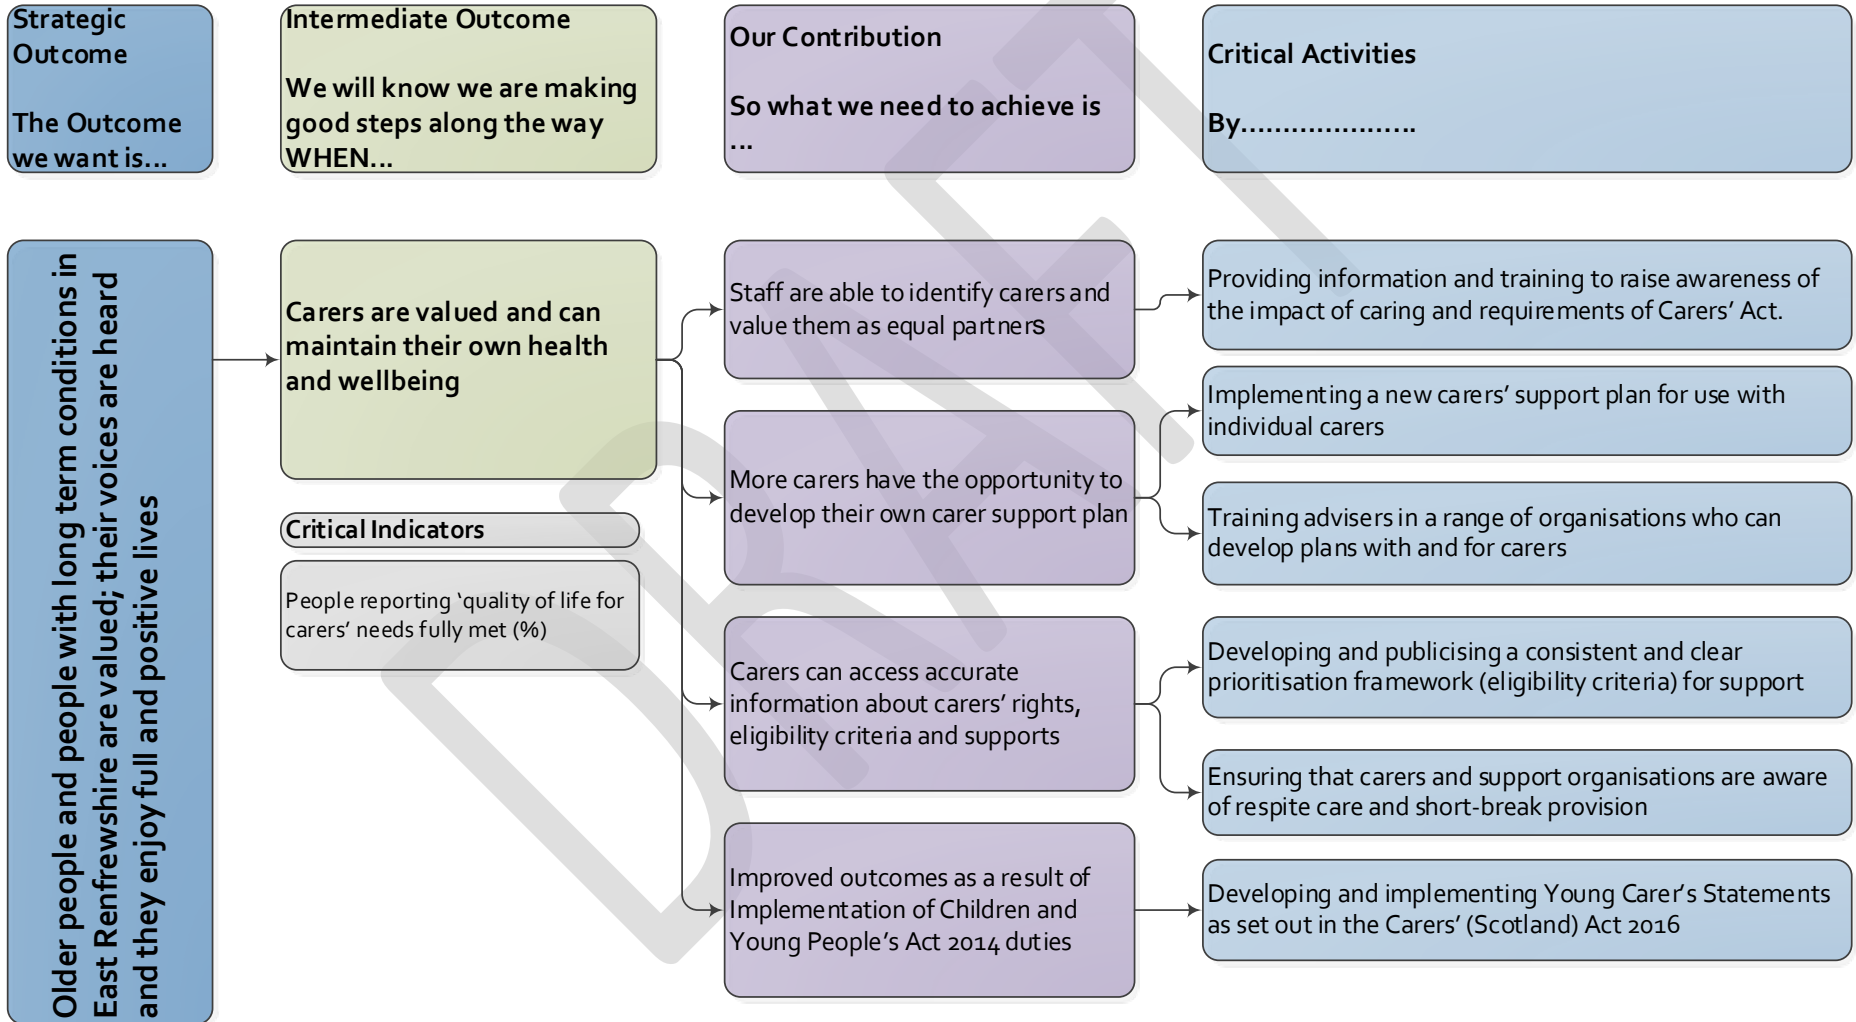 Strategic
Outcome
The Outcome
we want is...
Intermediate Outcome
We will know we are making
good steps along the way
WHEN...
Our Contribution
So what we need to achieve is
...
Critical Activities
By.....................
Older people and people with long term conditions in
East Renfrewshire are valued; their voices are heard
and they enjoy full and positive lives
Carers are valued and can
maintain their own health
and wellbeing
Critical Indicators
People reporting ‘quality of life for
carers’ needs fully met (%)
Staff are able to identify carers and
value them as equal partners
More carers have the opportunity to
develop their own carer support plan
Carers can access accurate
information about carers’ rights,
eligibility criteria and supports
Improved outcomes as a result of
Implementation of Children and
Young People’s Act 2014 duties
Providing information and training to raise awareness of
the impact of caring and requirements of Carers’ Act.
Implementing a new carers’ support plan for use with
individual carers
Training advisers in a range of organisations who can
develop plans with and for carers
Developing and publicising a consistent and clear
prioritisation framework (eligibility criteria) for support
Ensuring that carers and support organisations are aware
of respite care and short-break provision
Developing and implementing Young Carer’s Statements
as set out in the Carers’ (Scotland) Act 2016
DRAFT